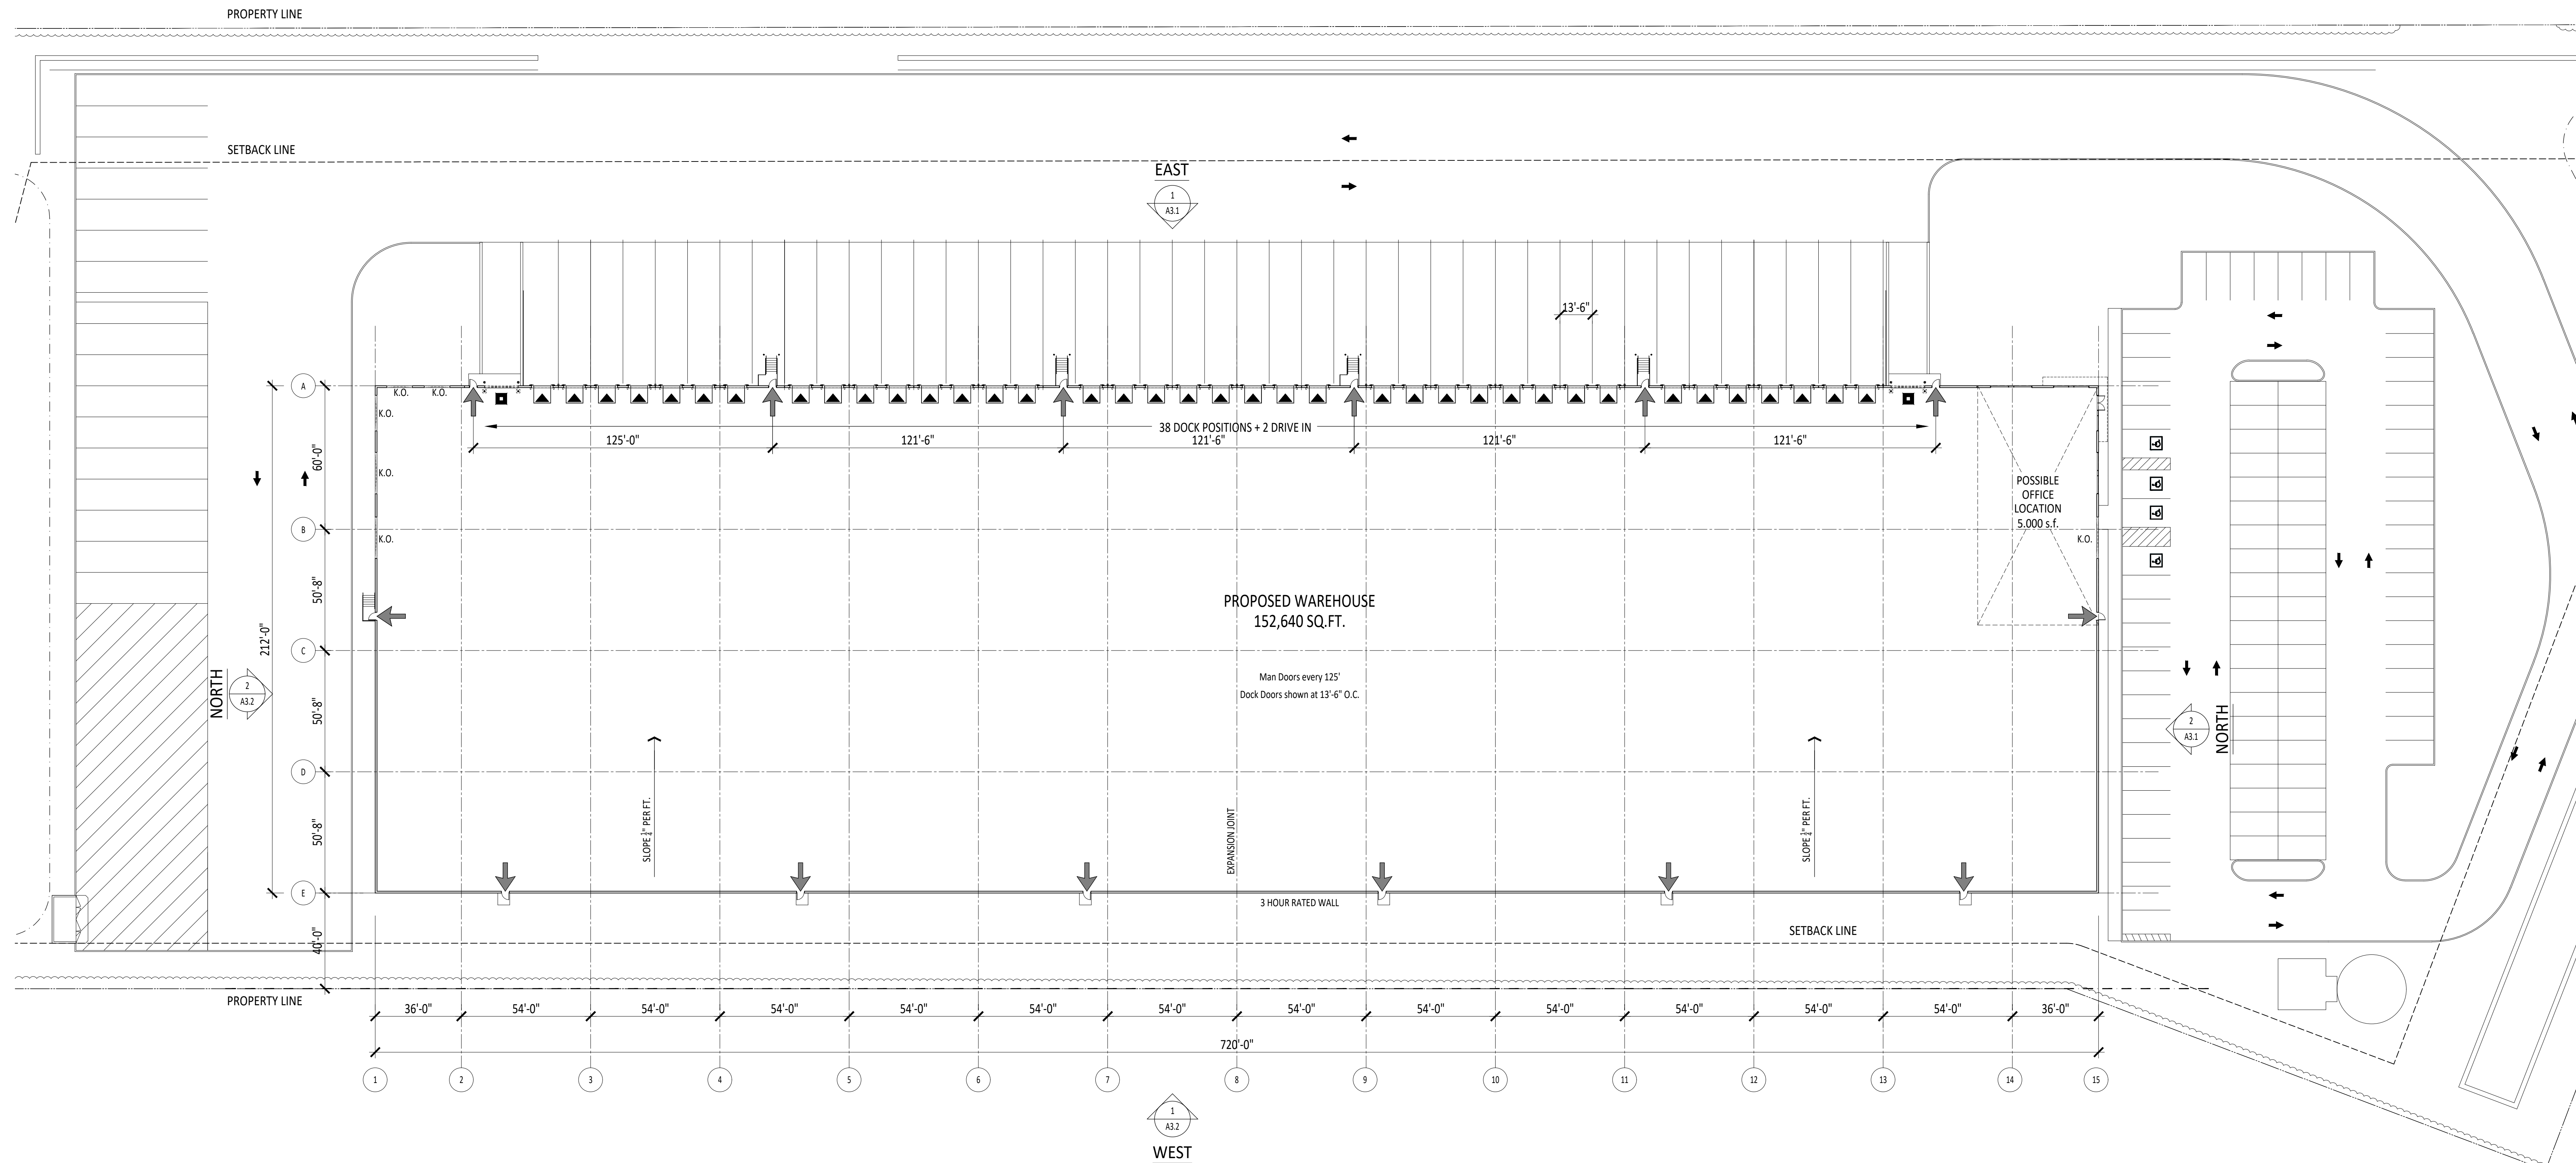 PROPERTY LINE
SETBACK LINE
EAST
1
A3.1
13'-6"
A
K.O.
K.O.
K.O.
38 DOCK POSITIONS + 2 DRIVE IN
125'-0"
121'-6"
121'-6"
121'-6"
121'-6"
60'-0"
K.O.
POSSIBLE
OFFICE
LOCATION
5.000 s.f.
B
K.O.
K.O.
50'-8"
PROPOSED WAREHOUSE
152,640 SQ.FT.
212'-0"
C
Man Doors every 125'
Dock Doors shown at 13'-6" O.C.
NORTH
2
A3.2
50'-8"
2
A3.1
NORTH
D
50'-8"
SLOPE 1/4" PER FT.
EXPANSION JOINT
SLOPE 1/4" PER FT.
E
3 HOUR RATED WALL
40'-0"
SETBACK LINE
PROPERTY LINE
36'-0"
54'-0"
54'-0"
54'-0"
54'-0"
54'-0"
54'-0"
54'-0"
54'-0"
54'-0"
54'-0"
54'-0"
54'-0"
36'-0"
720'-0"
1
2
3
4
5
6
7
8
9
10
11
12
13
14
15
1
A3.2
WEST